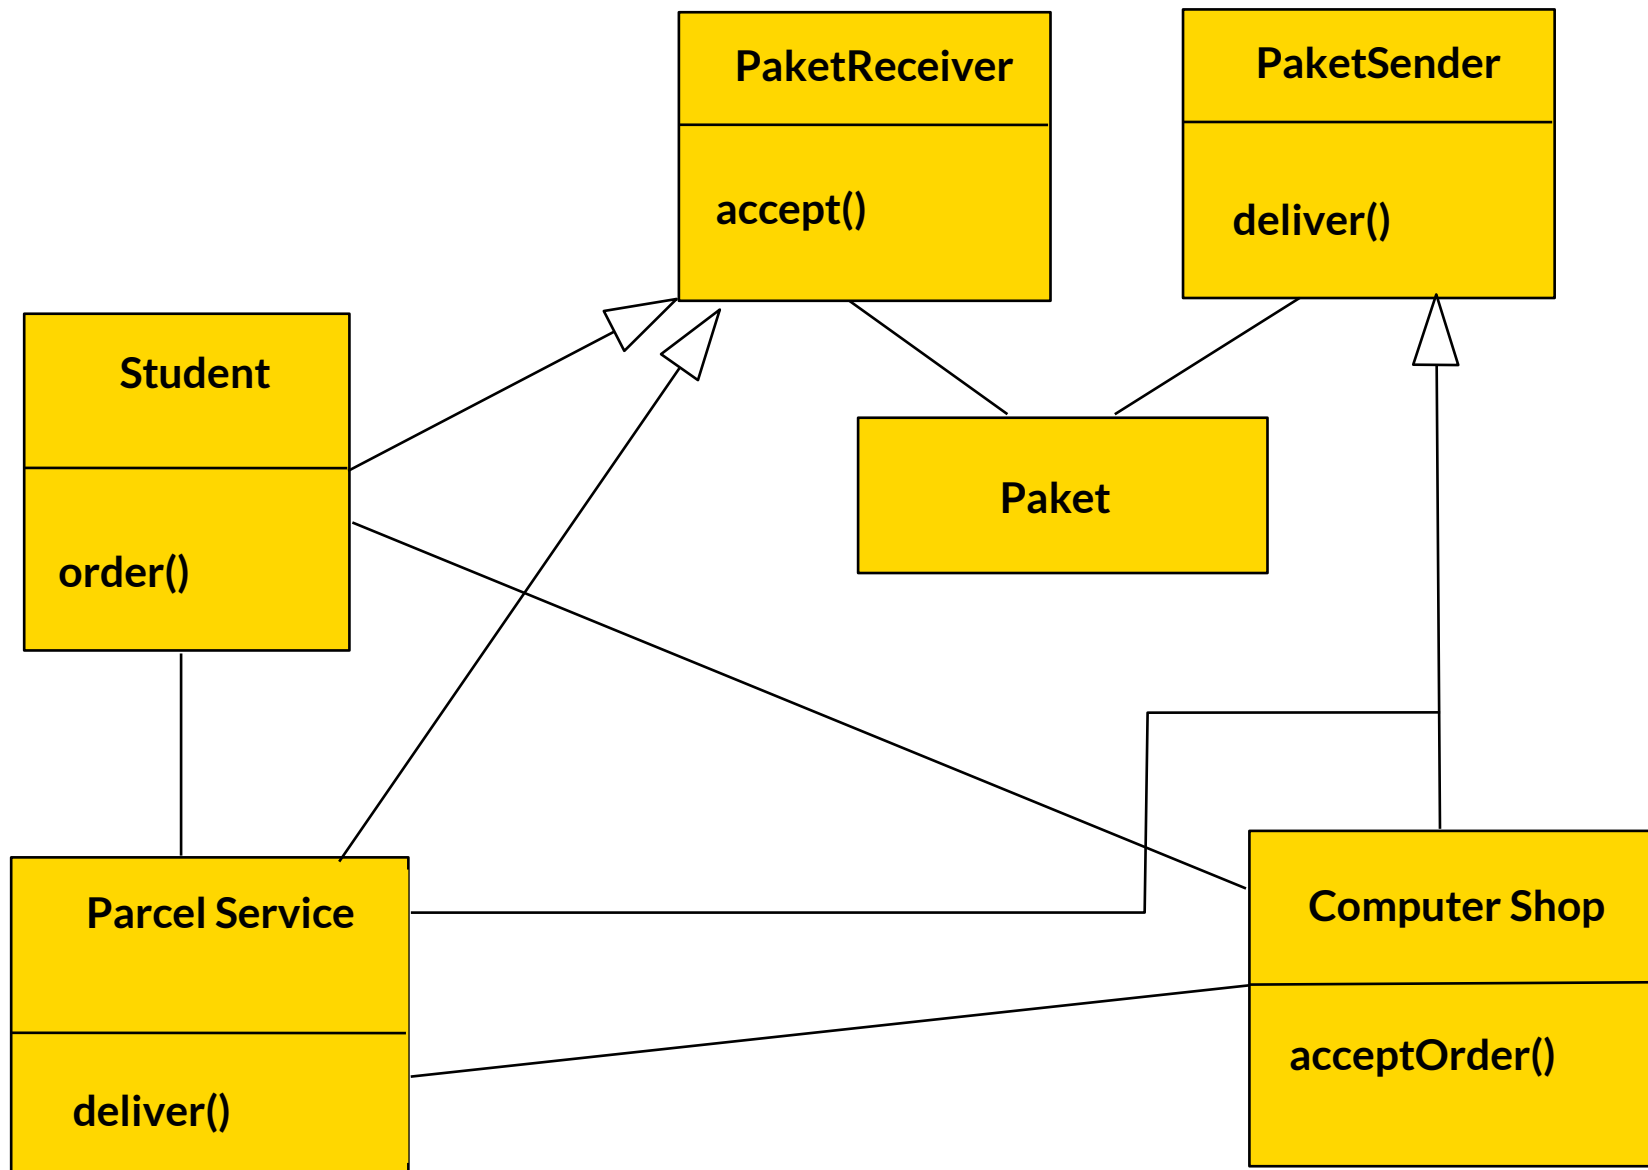 PaketReceiver
accept()
PaketSender
deliver()
Student
order()
Paket
Parcel Service
deliver()
Computer Shop
acceptOrder()